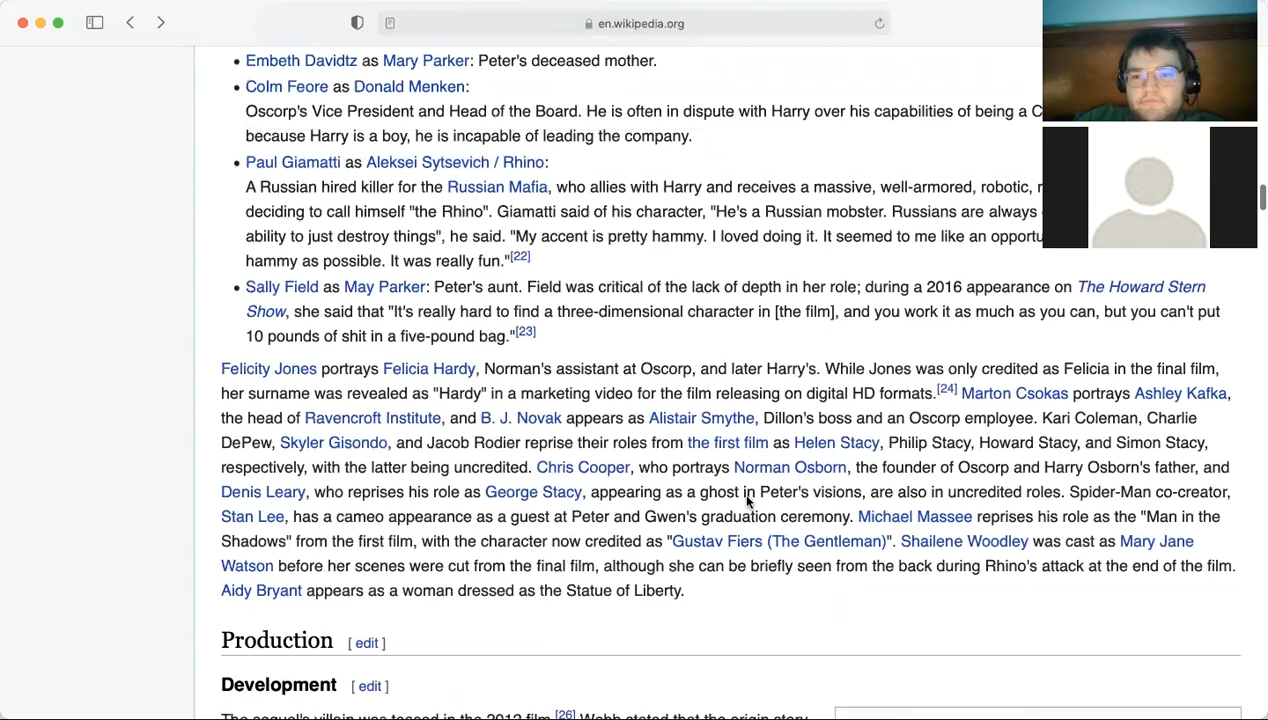 en.wikipedia.org
Embeth Davidtz as Mary Parker: Peter's deceased mother.
Colm Feore as Donald Menken:
Oscorp's Vice President and Head of the Board. He is often in dispute with Harry over his capabilities of being a C
because Harry is a boy, he is incapable of leading the company.
Paul Giamatti as Aleksei Sytsevich / Rhino:
A Russian hired killer for the Russian Mafia, who allies with Harry and receives a massive, well-armored, robotic, r
deciding to call himself "the Rhino". Giamatti said of his character, "He's a Russian mobster. Russians are always
ability to just destroy things", he said. "My accent is pretty hammy. I loved doing it. It seemed to me like an opportu
hammy as possible. It was really fun."[22]
Sally Field as May Parker: Peter's aunt. Field was critical of the lack of depth in her role; during a 2016 appearance on The Howard Stern
Show, she said that "It's really hard to find a three-dimensional character in [the film], and you work it as much as you can, but you can't put
10 pounds of shit in a five-pound bag."[23]
Felicity Jones portrays Felicia Hardy, Norman's assistant at Oscorp, and later Harry's. While Jones was only credited as Felicia in the final film,
her surname was revealed as "Hardy" in a marketing video for the film releasing on digital HD formats.[24] Marton Csokas portrays Ashley Kafka,
the head of Ravencroft Institute, and B. J. Novak appears as Alistair Smythe, Dillon's boss and an Oscorp employee. Kari Coleman, Charlie
DePew, Skyler Gisondo, and Jacob Rodier reprise their roles from the first film as Helen Stacy, Philip Stacy, Howard Stacy, and Simon Stacy,
respectively, with the latter being uncredited. Chris Cooper, who portrays Norman Osborn, the founder of Oscorp and Harry Osborn's father, and
Denis Leary, who reprises his role as George Stacy, appearing as a ghost in Peter's visions, are also in uncredited roles. Spider-Man co-creator,
Stan Lee, has a cameo appearance as a guest at Peter and Gwen's graduation ceremony. Michael Massee reprises his role as the "Man in the
Shadows" from the first film, with the character now credited as "Gustav Fiers (The Gentleman)". Shailene Woodley was cast as Mary Jane
Watson before her scenes were cut from the final film, although she can be briefly seen from the back during Rhino's attack at the end of the film.
Aidy Bryant appears as a woman dressed as the Statue of Liberty.
Production [ edit ]
Development [ edit ]
The sequel's villain was teased in the 2012 film.[26] Webb stated that the origin story